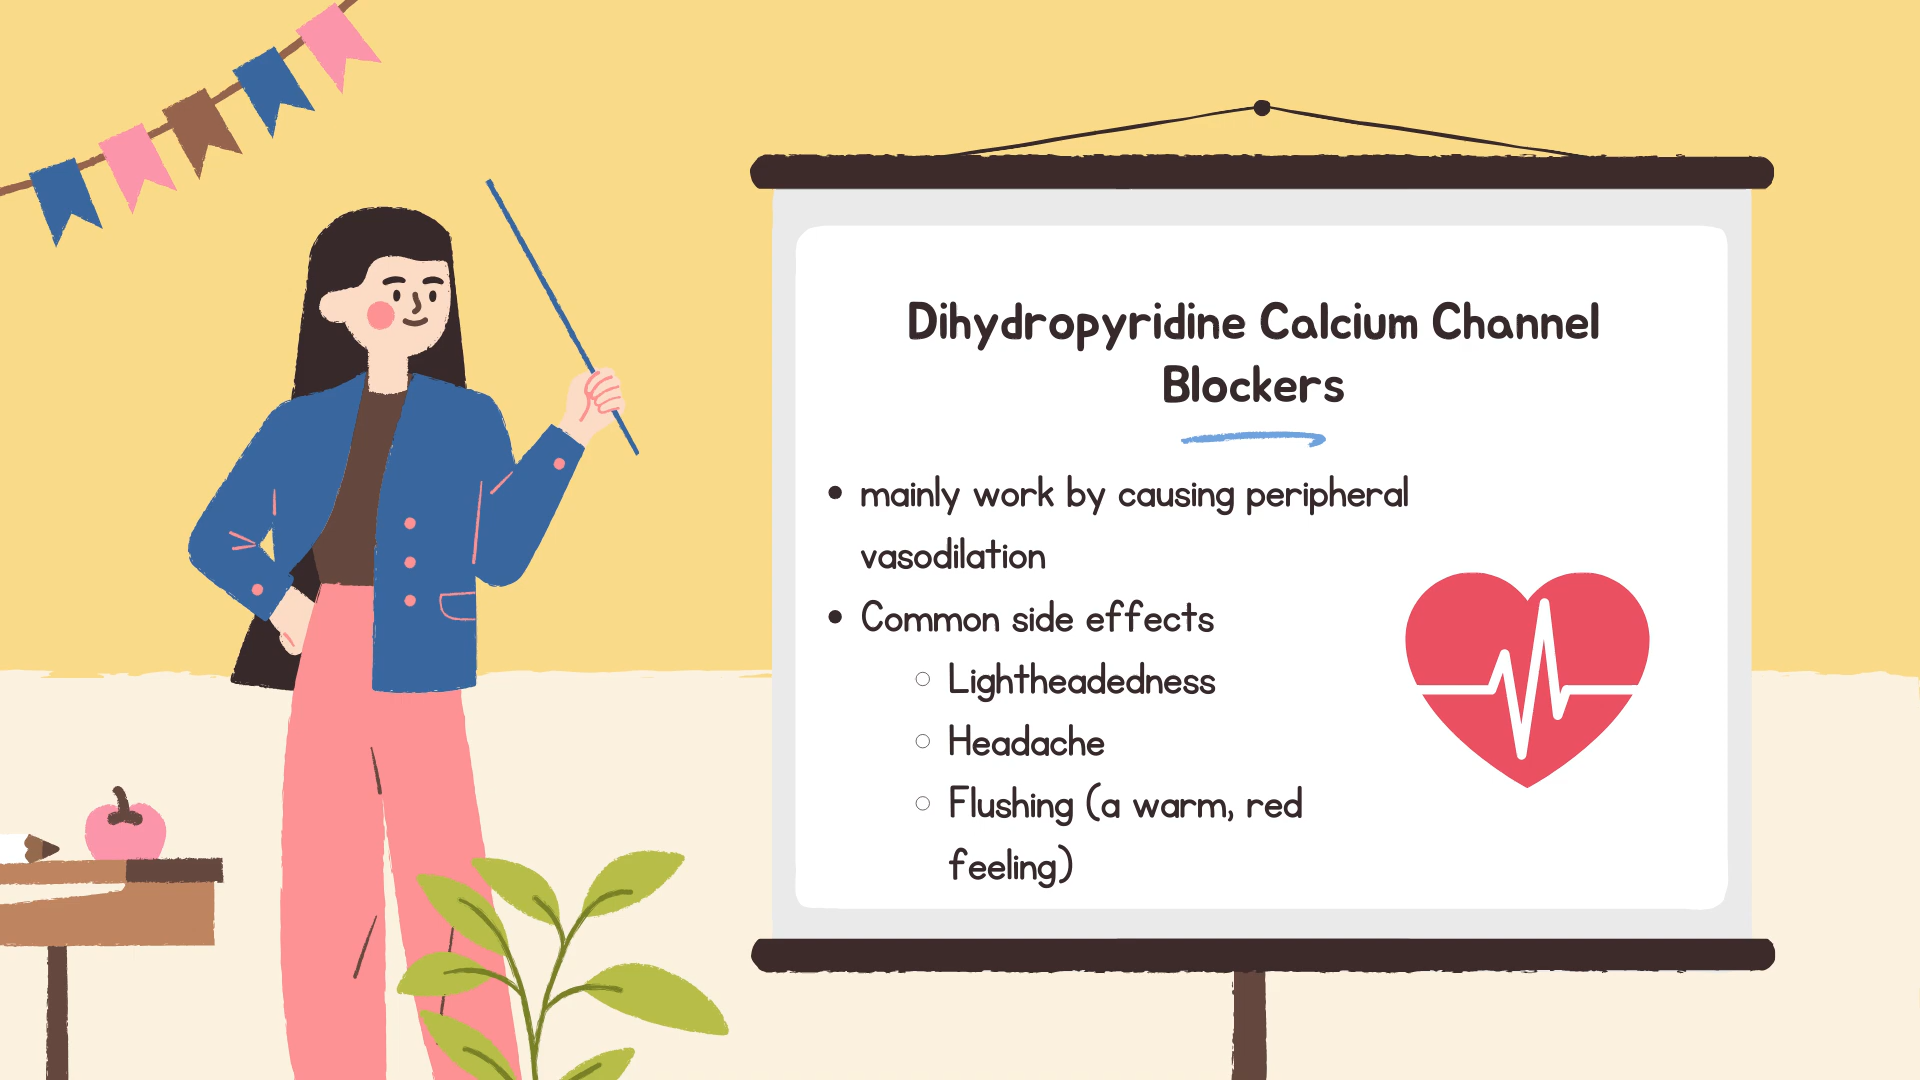 Dihydropyridine Calcium Channel
Blockers
• mainly work by causing peripheral
vasodilation
• Common side effects
○ Lightheadedness
○ Headache
○ Flushing (a warm, red
feeling)